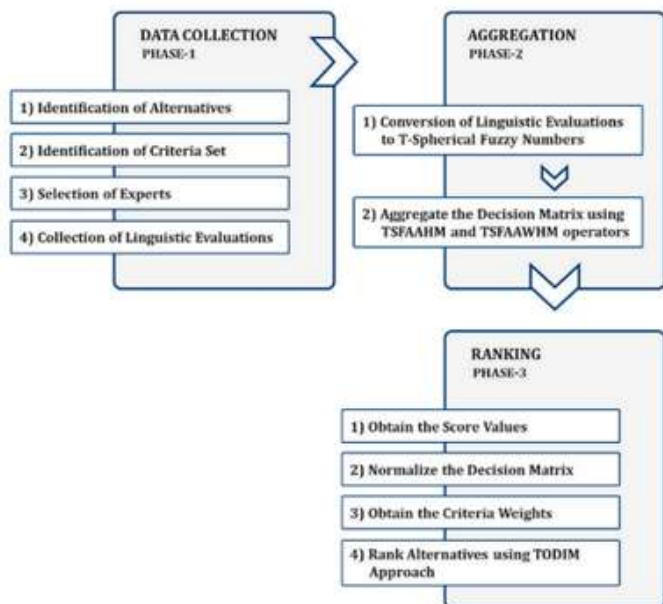 DATA COLLECTION
PHASE-1
1) Identification of Alternatives
2) Identification of Criteria Set
3) Selection of Experts
4) Collection of Linguistic Evaluations
AGGREGATION
PHASE-2
1) Conversion of Linguistic Evaluations
to T-Spherical Fuzzy Numbers
2) Aggregate the Decision Matrix using
TSFAAHM and TSFAAWHM operators
RANKING
PHASE-3
1) Obtain the Score Values
2) Normalize the Decision Matrix
3) Obtain the Criteria Weights
4) Rank Alternatives using TODIM
Approach